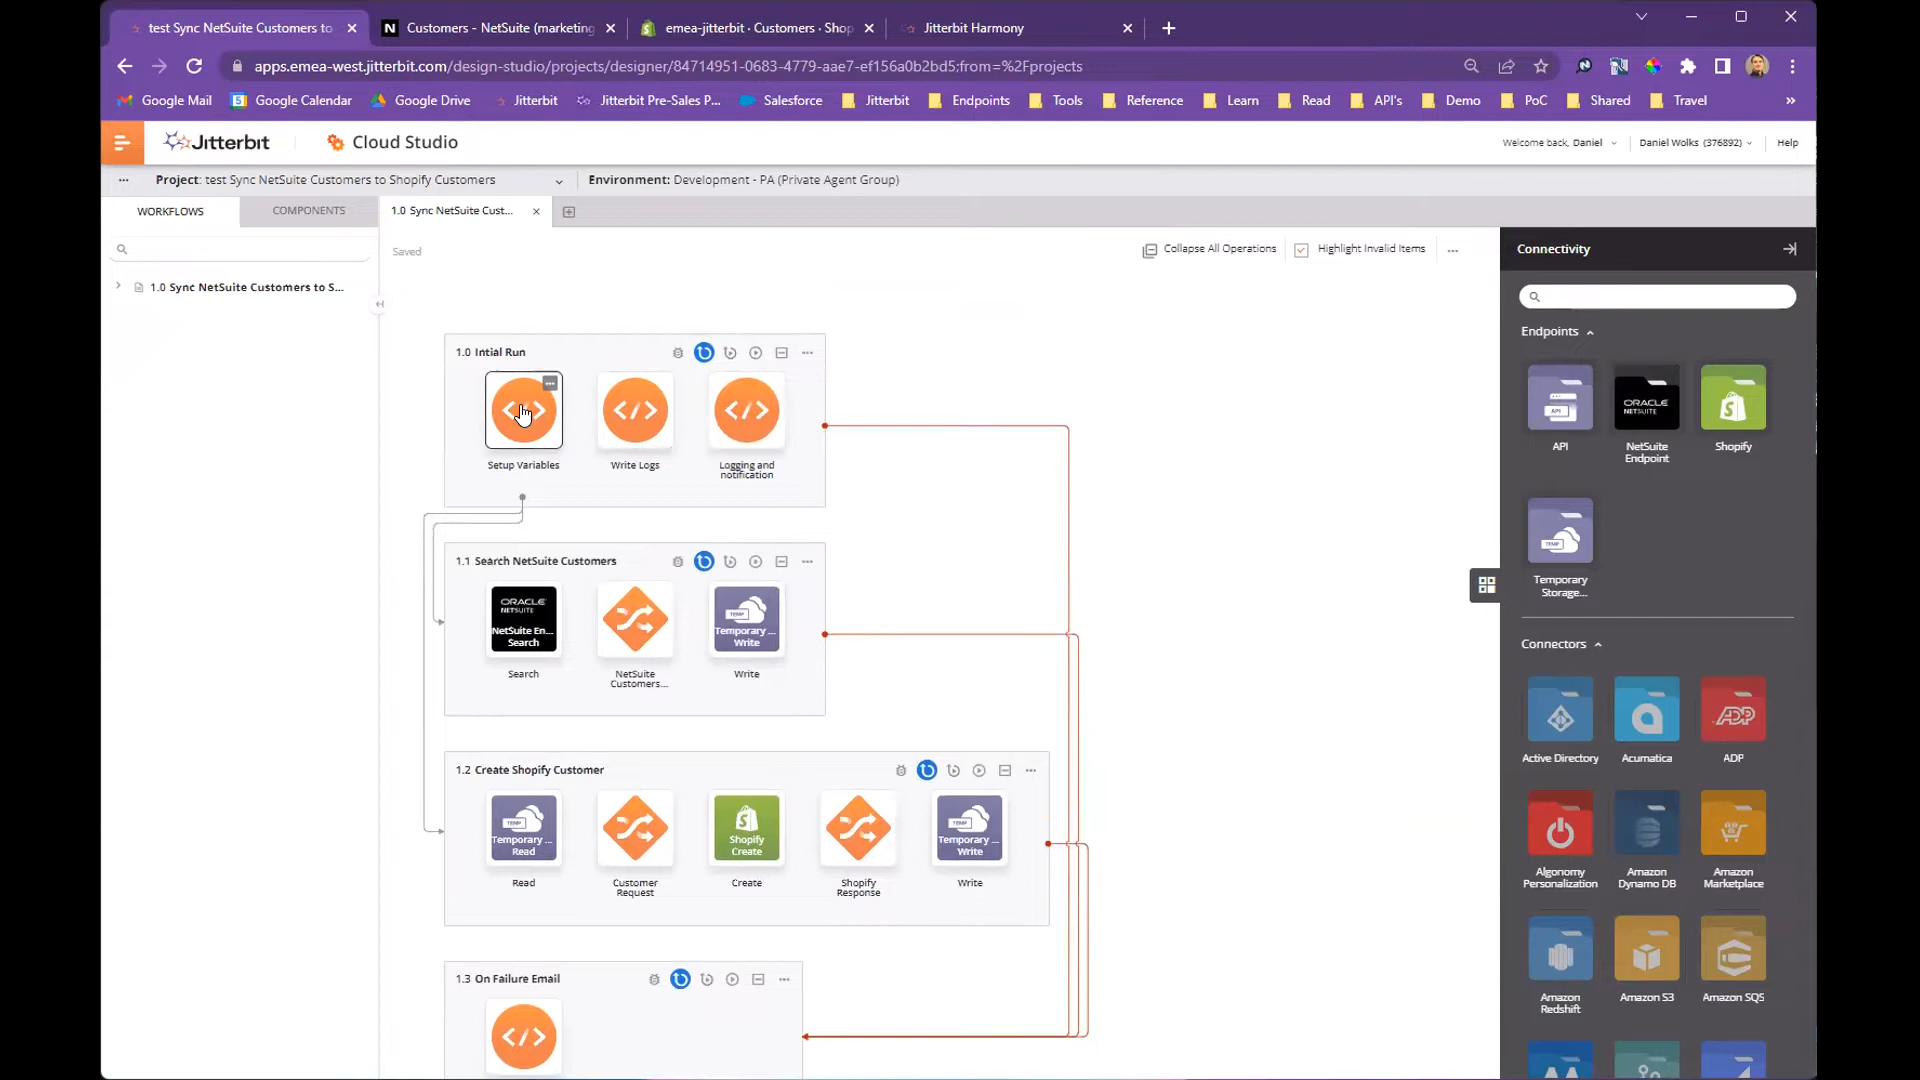 test Sync NetSuite Customers to
Customers - NetSuite (marketing
emea-jitterbit · Customers · Shop
Jitterbit Harmony
apps.emea-west.jitterbit.com/design-studio/projects/designer/84714951-0683-4779-aae7-ef156a0b2bd5;from=%2Fprojects
Google Mail
Google Calendar
Google Drive
Jitterbit
Jitterbit Pre-Sales P...
Salesforce
Jitterbit
Endpoints
Tools
Reference
Learn
Read
API's
Demo
PoC
Shared
Travel
Jitterbit
Cloud Studio
Welcome back, Daniel
Daniel Wolks (376892)
Help
Project: test Sync NetSuite Customers to Shopify Customers
Environment: Development - PA (Private Agent Group)
WORKFLOWS
COMPONENTS
1.0 Sync NetSuite Cust...
Saved
Collapse All Operations
Highlight Invalid Items
1.0 Sync NetSuite Customers to S...
1.0 Intial Run
Setup Variables
Write Logs
Logging and
notification
1.1 Search NetSuite Customers
ORACLE
NETSUITE
NetSuite En...
Search
TEMP
Temporary ...
Write
Search
NetSuite
Customers...
Write
1.2 Create Shopify Customer
TEMP
Temporary ...
Read
Shopify
Create
TEMP
Temporary ...
Write
Read
Customer
Request
Create
Shopify
Response
Write
1.3 On Failure Email
Connectivity
Endpoints
API
ORACLE
NETSUITE
API
NetSuite
Endpoint
Shopify
TEMP
Temporary
Storage...
Connectors
Active Directory
Acumatica
ADP
ADP
Algonomy
Personalization
Amazon
Dynamo DB
Amazon
Marketplace
Amazon
Redshift
Amazon S3
Amazon SQS